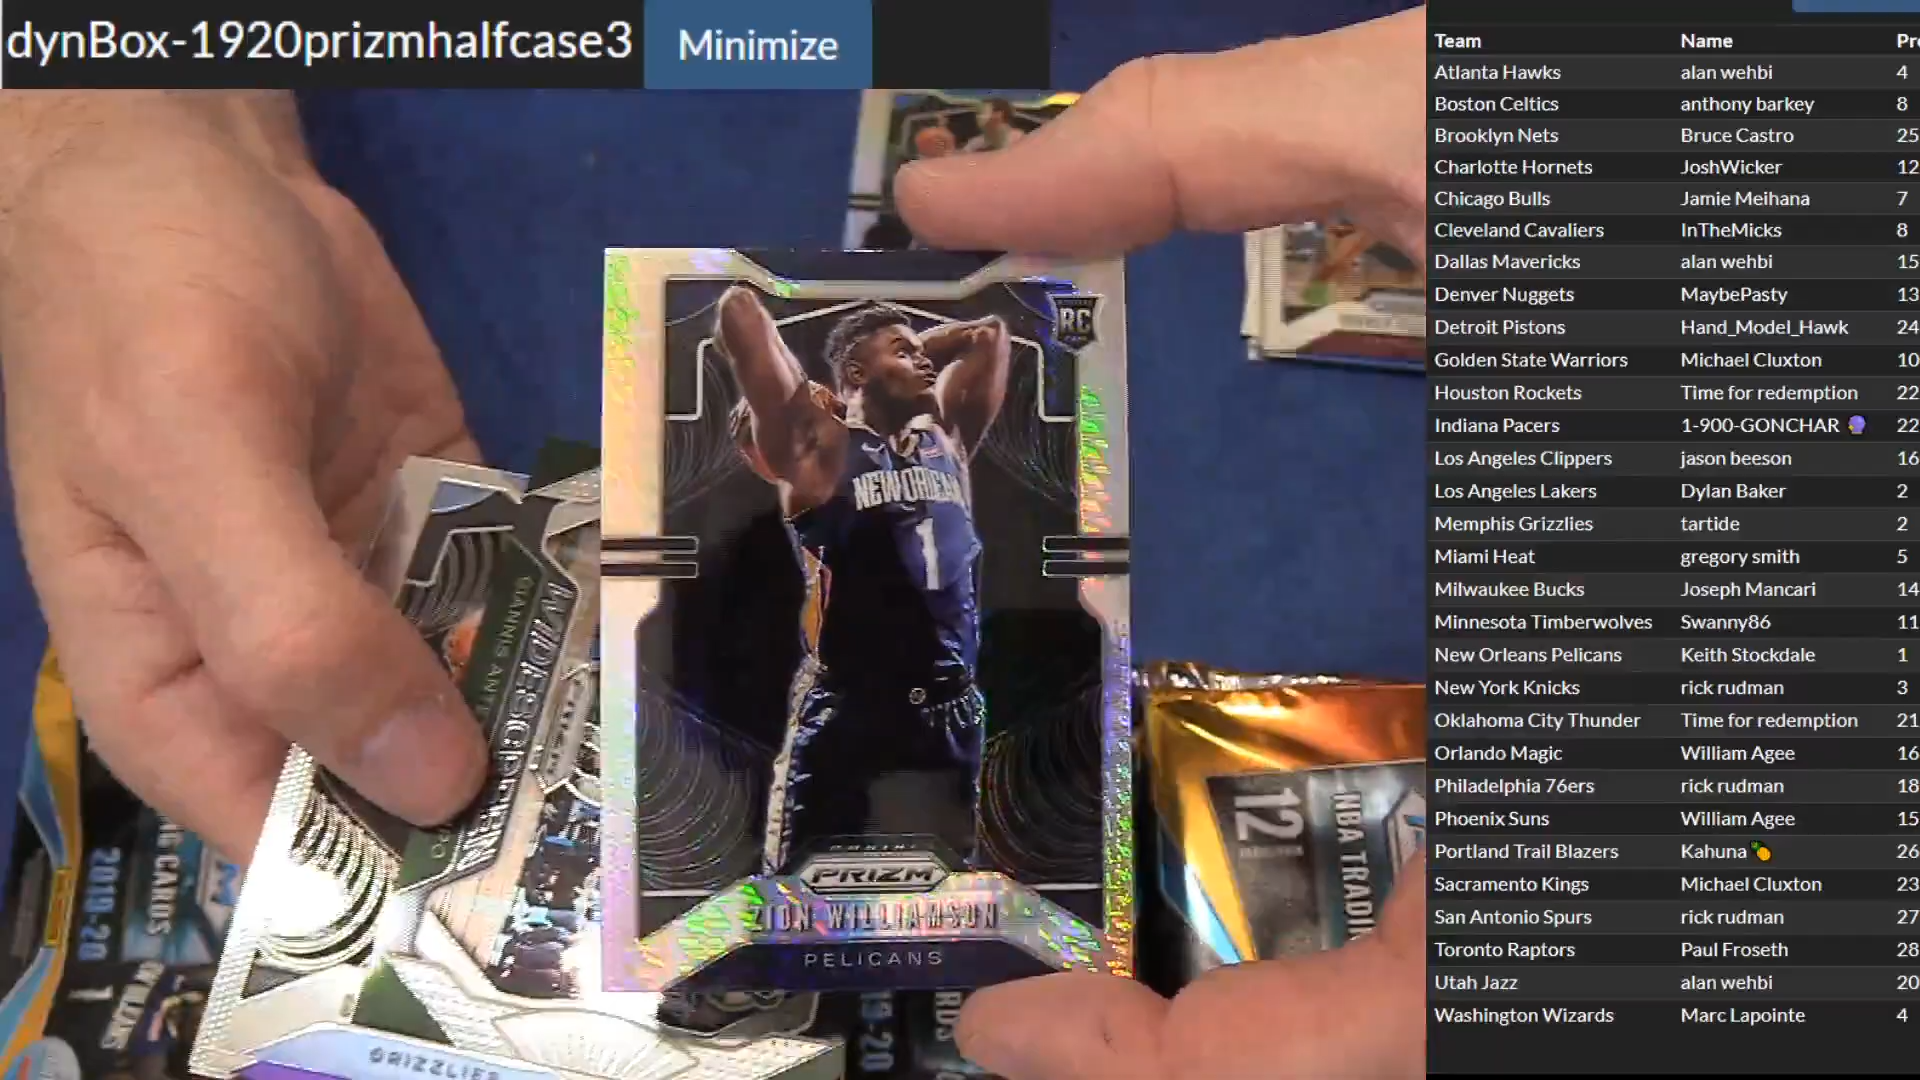 dynBox-1920prizmhalfcase3
Minimize
Team Name
Atlanta Hawks alan wehbi 4
Boston Celtics anthony barkey 8
Brooklyn Nets Bruce Castro 25
Charlotte Hornets JoshWicker 12
Chicago Bulls Jamie Meihana 7
Cleveland Cavaliers InTheMicks 8
Dallas Mavericks alan wehbi 15
Denver Nuggets MaybePasty 13
Detroit Pistons Hand_Model_Hawk 24
Golden State Warriors Michael Cluxton 10
Houston Rockets Time for redemption 22
Indiana Pacers 1-900-GONCHAR 🔮 22
Los Angeles Clippers jason beeson 16
Los Angeles Lakers Dylan Baker 2
Memphis Grizzlies tartide 2
Miami Heat gregory smith 5
Milwaukee Bucks Joseph Mancari 14
Minnesota Timberwolves Swanny86 11
New Orleans Pelicans Keith Stockdale 1
New York Knicks rick rudman 3
Oklahoma City Thunder Time for redemption 21
Orlando Magic William Agee 16
Philadelphia 76ers rick rudman 18
Phoenix Suns William Agee 15
Portland Trail Blazers Kahuna🍍 26
Sacramento Kings Michael Cluxton 23
San Antonio Spurs rick rudman 27
Toronto Raptors Paul Froseth 28
Utah Jazz alan wehbi 20
Washington Wizards Marc Lapointe 4
RC
NEW ORLEANS
1
PANINI
PRIZM
ZION WILLIAMSON
PELICANS
GIANNIS
GRIZZLIES
2019-20
CARDS
12
NBA